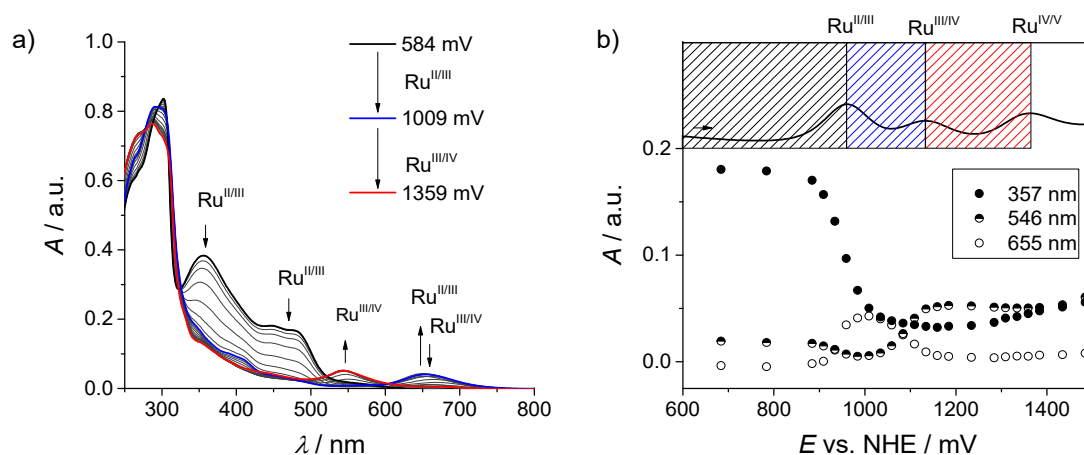 a)
1.0
0.8
0.6
0.4
0.2
0.0
A / a.u.
300 400 500 600 700 800
λ / nm
584 mV
Ru^II/III
1009 mV
Ru^III/IV
1359 mV
Ru^II/III
Ru^II/III
Ru^III/IV
Ru^II/III
Ru^III/IV
b)
Ru^II/III
Ru^III/IV
Ru^IV/V
0.2
0.1
0.0
A / a.u.
357 nm
546 nm
655 nm
600 800 1000 1200 1400
E vs. NHE / mV